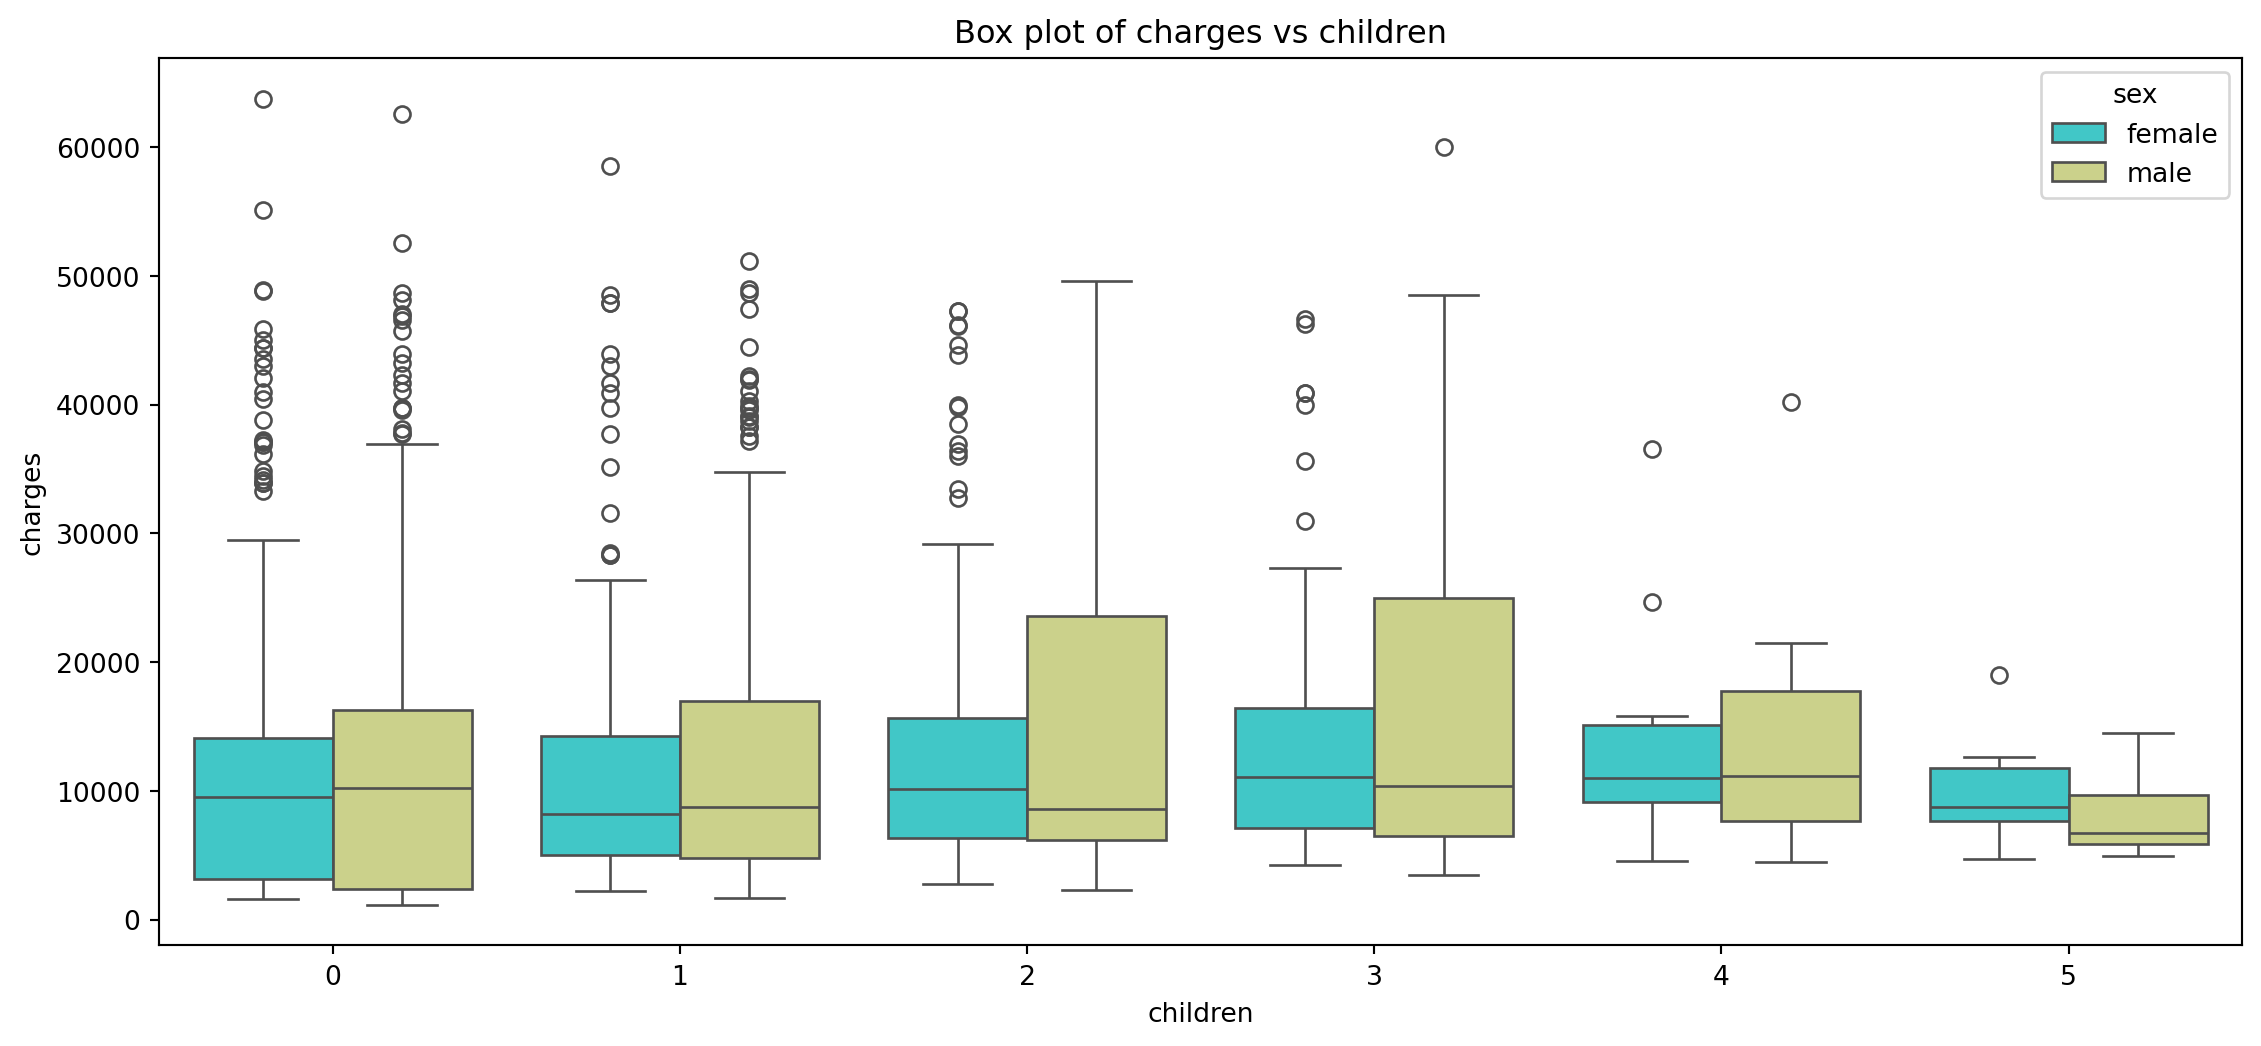 Box plot of charges vs children
sex
female
male
60000
50000
40000
30000
20000
10000
0
charges
0 1 2 3 4 5
children